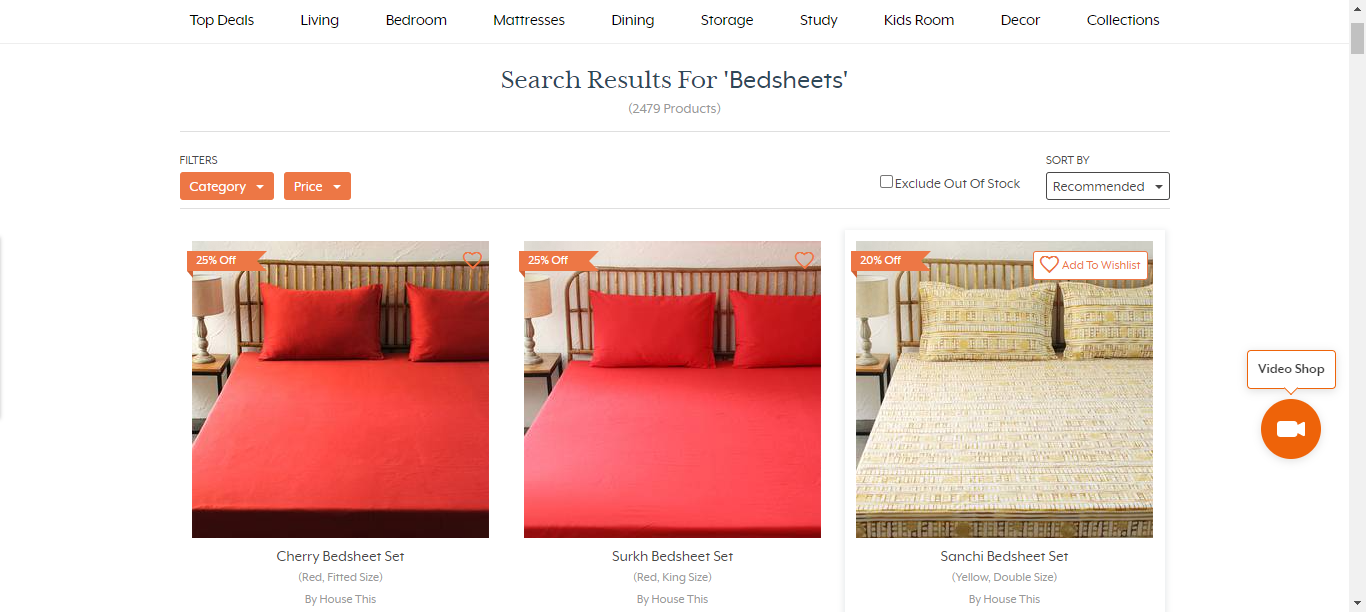 Top Deals Living Bedroom Mattresses Dining Storage Study Kids Room Decor Collections
Search Results For 'Bedsheets'
(2479 Products)
FILTERS
SORT BY
Category Price
Exclude Out Of Stock
Recommended
25% Off
25% Off
20% Off
Add To Wishlist
Video Shop
Cherry Bedsheet Set
(Red, Fitted Size)
By House This
Surkh Bedsheet Set
(Red, King Size)
By House This
Sanchi Bedsheet Set
(Yellow, Double Size)
By House This